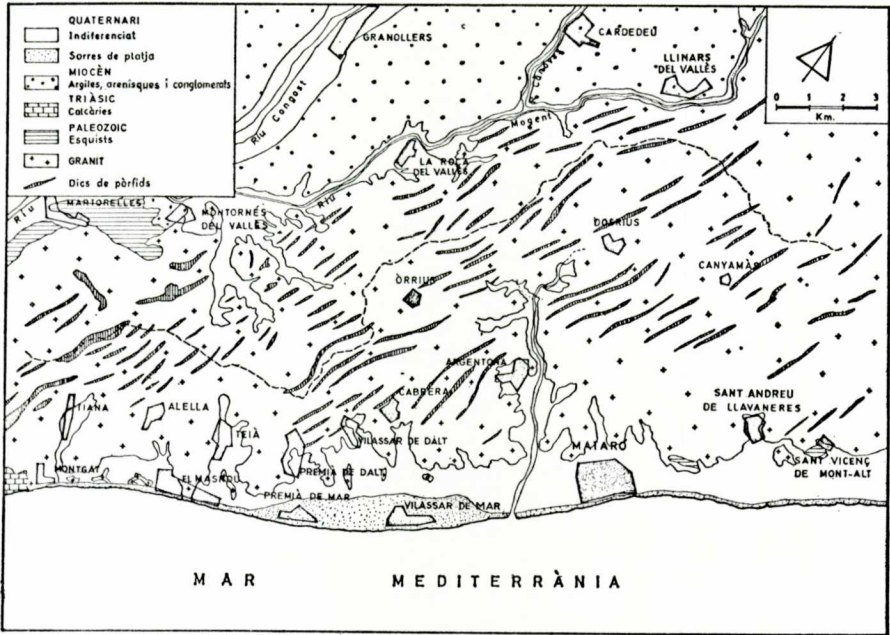 QUATERNARI
Indiferenciat
Sorres de platja
MIOCÈN
Argiles, arenisques i conglomerats
TRIÀSIC
Calcàries
PALEOZOIC
Esquists
GRANIT
Dics de pòrfids
GRANOLLERS
CARDEDEU
LLINARS
DEL VALLÈS
0 1 2 3
Km.
Riu Congost
Mogent
LA ROCA
DEL VALLÈS
Riu
Riu
MARTORELLES
MONTORNÈS
DEL VALLÈS
DOSRIUS
ÒRRIUS
CANYAMÀS
ARGENTONA
CABRERA
SANT ANDREU
DE LLAVANERES
TIANA
ALELLA
TEIÀ
VILASSAR DE DALT
MATARÓ
MONTGAT
EL MASNOU
PREMIÀ DE DALT
SANT VICENÇ
DE MONT-ALT
PREMIÀ DE MAR
VILASSAR DE MAR
MAR MEDITERRÀNIA